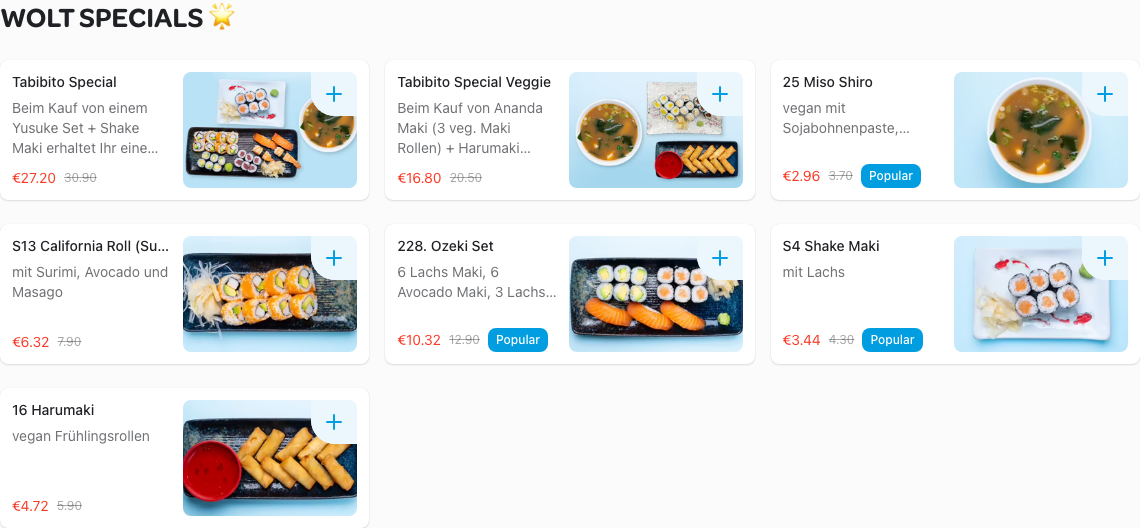 WOLT SPECIALS 🌟
Tabibito Special
Beim Kauf von einem
Yusuke Set + Shake
Maki erhaltet Ihr eine...
€27.20 30.90
Tabibito Special Veggie
Beim Kauf von Ananda
Maki (3 veg. Maki
Rollen) + Harumaki...
€16.80 20.50
25 Miso Shiro
vegan mit
Sojabohnenpaste,...
€2.96 3.70 Popular
S13 California Roll (Su...
mit Surimi, Avocado und
Masago
€6.32 7.90
228. Ozeki Set
6 Lachs Maki, 6
Avocado Maki, 3 Lachs...
€10.32 12.90 Popular
S4 Shake Maki
mit Lachs
€3.44 4.30 Popular
16 Harumaki
vegan Frühlingsrollen
€4.72 5.90